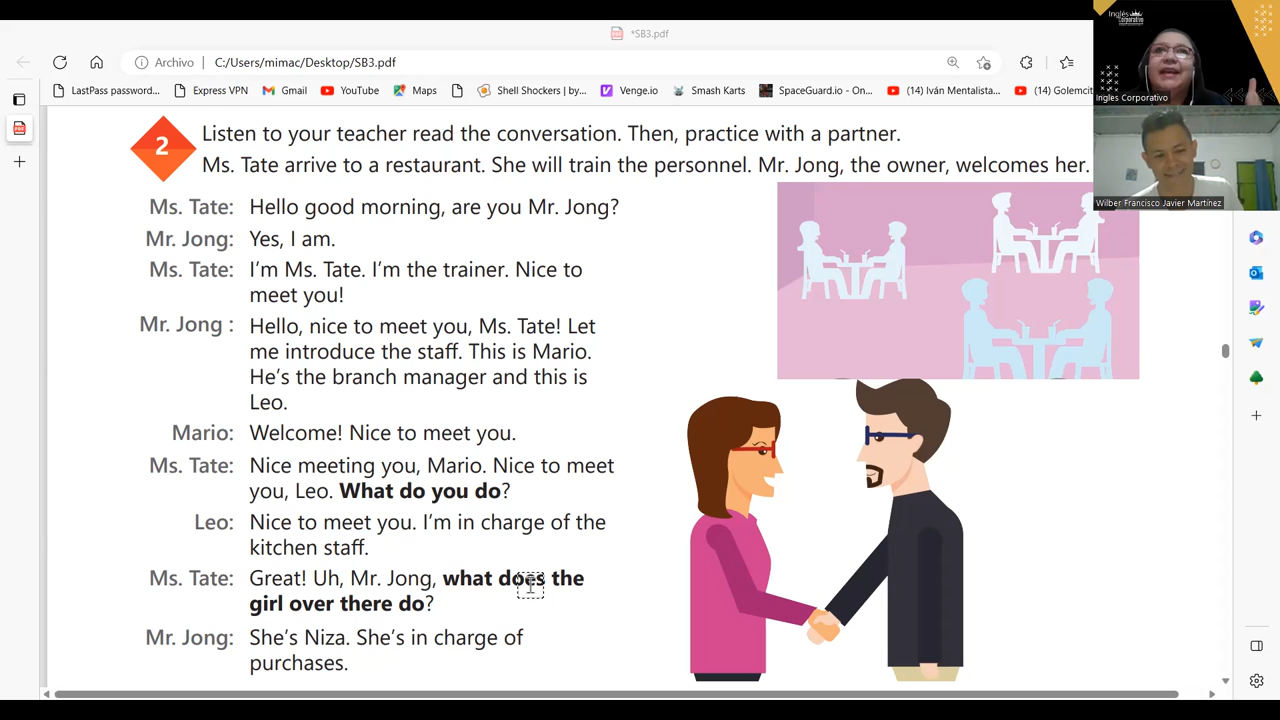 *SB3.pdf
Archivo
C:/Users/mimac/Desktop/SB3.pdf
LastPass password...
Express VPN
Gmail
YouTube
Maps
Shell Shockers | by...
Venge.io
Smash Karts
SpaceGuard.io - On...
(14) Iván Mentalista...
(14) Golemcit
Inglés
Corporativo
Ingles Corporativo
Wilber Francisco Javier Martínez
2
Listen to your teacher read the conversation. Then, practice with a partner.
Ms. Tate arrive to a restaurant. She will train the personnel. Mr. Jong, the owner, welcomes her.
Ms. Tate: Hello good morning, are you Mr. Jong?
Mr. Jong: Yes, I am.
Ms. Tate: I'm Ms. Tate. I'm the trainer. Nice to
meet you!
Mr. Jong : Hello, nice to meet you, Ms. Tate! Let
me introduce the staff. This is Mario.
He's the branch manager and this is
Leo.
Mario: Welcome! Nice to meet you.
Ms. Tate: Nice meeting you, Mario. Nice to meet
you, Leo. What do you do?
Leo: Nice to meet you. I'm in charge of the
kitchen staff.
Ms. Tate: Great! Uh, Mr. Jong, what does the
girl over there do?
Mr. Jong: She's Niza. She's in charge of
purchases.